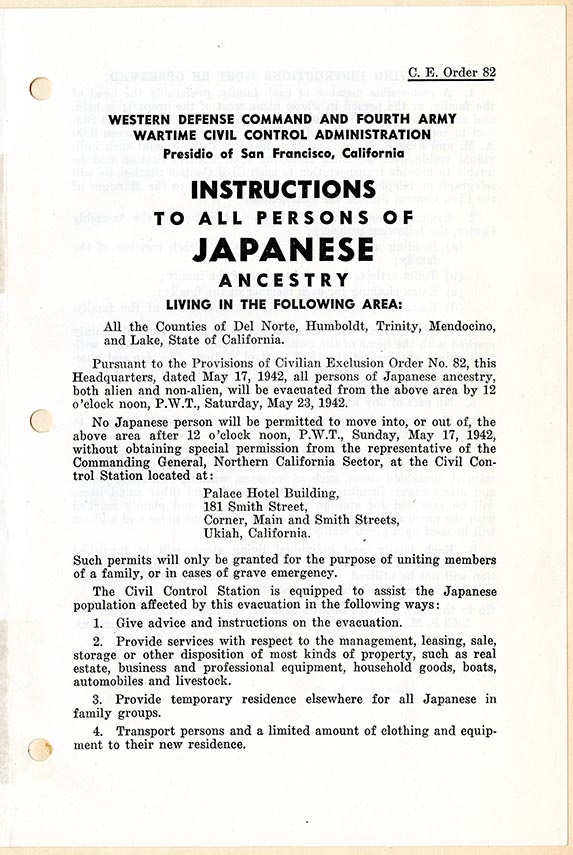 C. E. Order 82
WESTERN DEFENSE COMMAND AND FOURTH ARMY
WARTIME CIVIL CONTROL ADMINISTRATION
Presidio of San Francisco, California
INSTRUCTIONS
TO ALL PERSONS OF
JAPANESE
ANCESTRY
LIVING IN THE FOLLOWING AREA:
All the Counties of Del Norte, Humboldt, Trinity, Mendocino,
and Lake, State of California.
Pursuant to the Provisions of Civilian Exclusion Order No. 82, this
Headquarters, dated May 17, 1942, all persons of Japanese ancestry,
both alien and non-alien, will be evacuated from the above area by 12
o'clock noon, P.W.T., Saturday, May 23, 1942.
No Japanese person will be permitted to move into, or out of, the
above area after 12 o'clock noon, P.W.T., Sunday, May 17, 1942,
without obtaining special permission from the representative of the
Commanding General, Northern California Sector, at the Civil Con-
trol Station located at:
Palace Hotel Building,
181 Smith Street,
Corner, Main and Smith Streets,
Ukiah, California.
Such permits will only be granted for the purpose of uniting members
of a family, or in cases of grave emergency.
The Civil Control Station is equipped to assist the Japanese
population affected by this evacuation in the following ways:
1. Give advice and instructions on the evacuation.
2. Provide services with respect to the management, leasing, sale,
storage or other disposition of most kinds of property, such as real
estate, business and professional equipment, household goods, boats,
automobiles and livestock.
3. Provide temporary residence elsewhere for all Japanese in
family groups.
4. Transport persons and a limited amount of clothing and equip-
ment to their new residence.